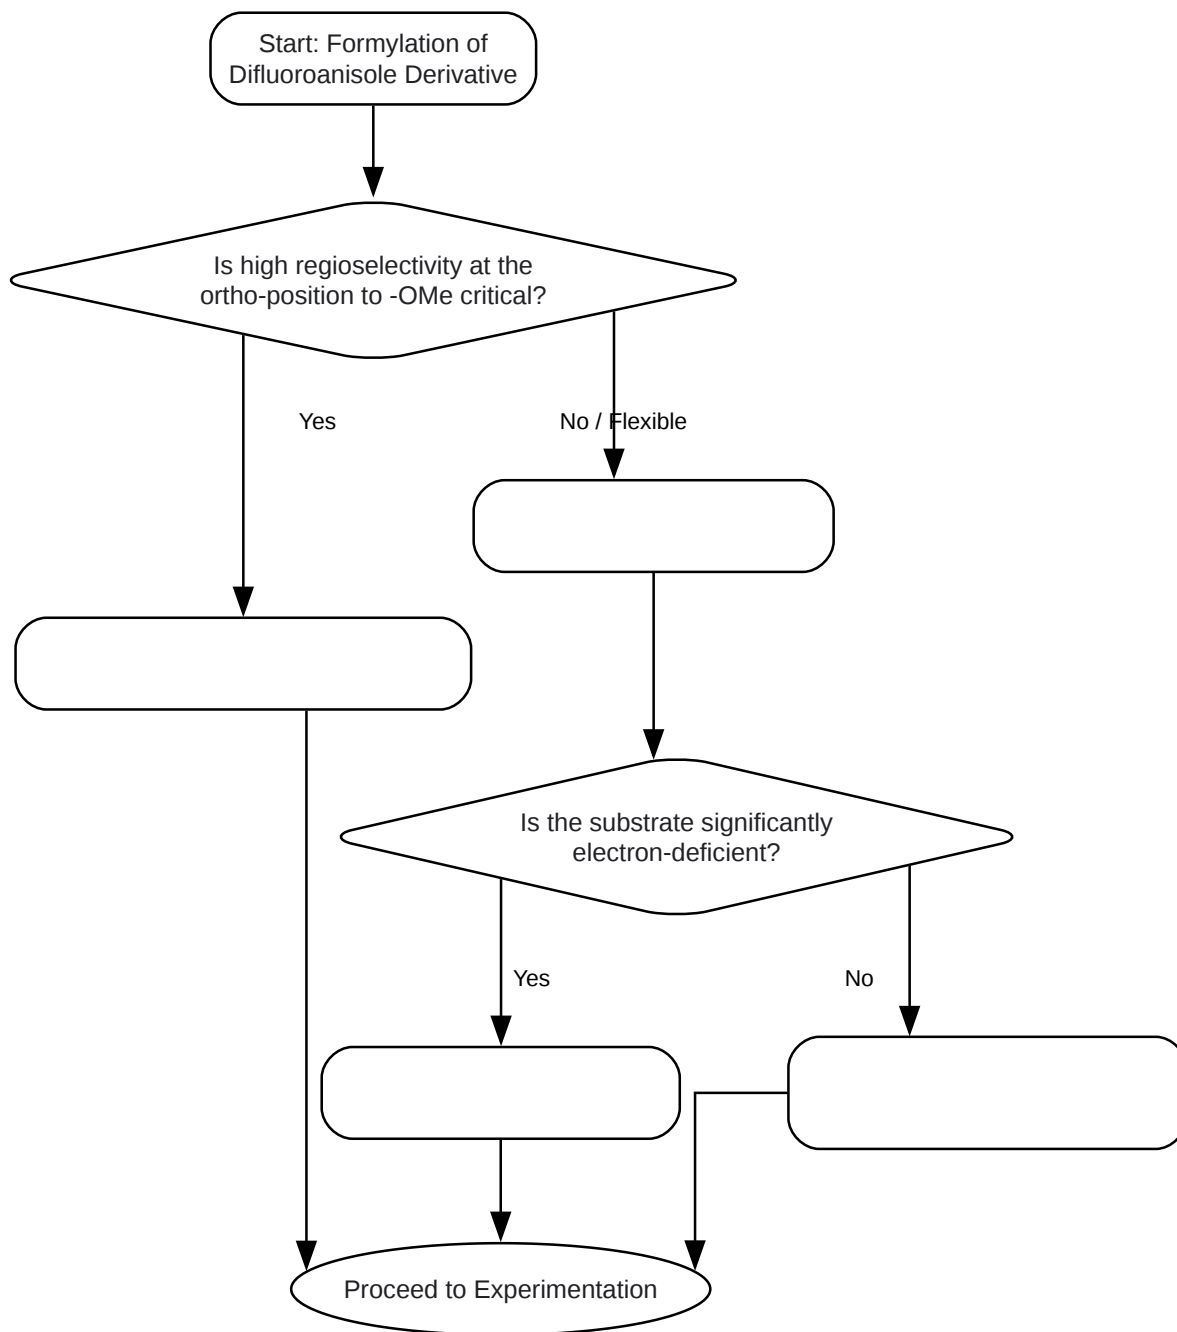 Start: Formylation of
Difluoroanisole Derivative
Is high regioselectivity at the
ortho-position to -OMe critical?
Yes
No / Flexible
Is the substrate significantly
electron-deficient?
Yes
No
Proceed to Experimentation